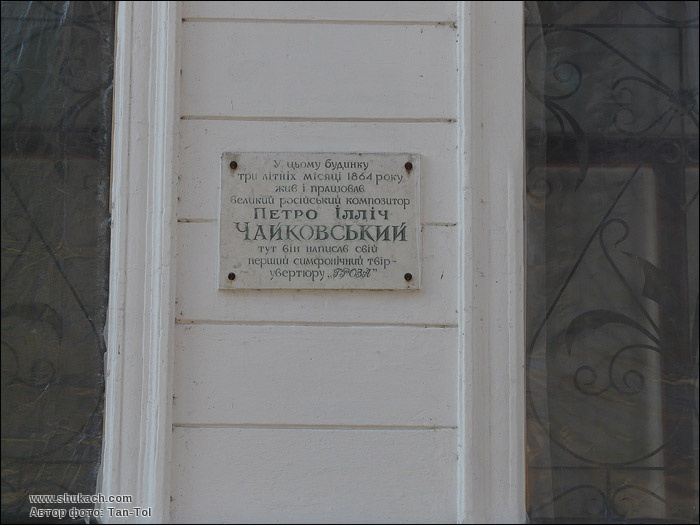 У цьому будинку
три літніх місяці 1864 року
жив і працював
великий російський композитор
Петро Ілліч
Чайковський
тут він написав свій
перший симфонічний твір-
увертюру „ГРОЗА"
www.shukach.com
Автор фото: Tan-Tol